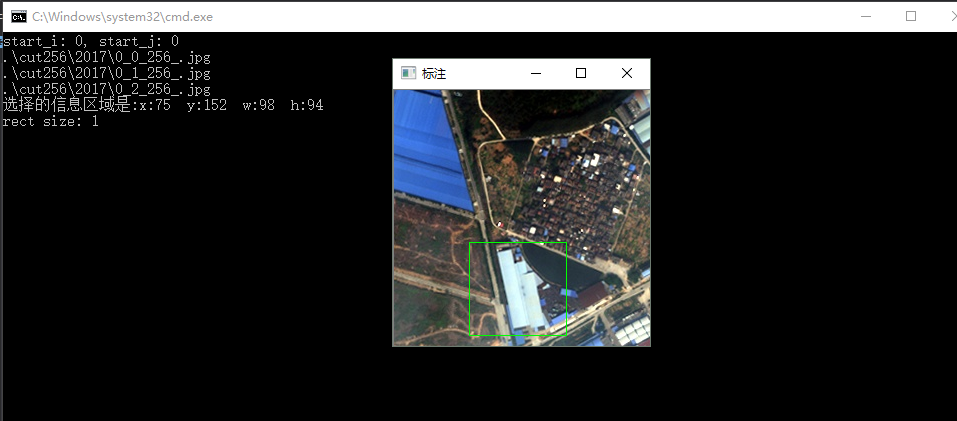 C:\Windows\system32\cmd.exe
start_i: 0, start_j: 0
.\cut256\2017\0_0_256_.jpg
.\cut256\2017\0_1_256_.jpg
.\cut256\2017\0_2_256_.jpg
选择的信息区域是:x:75  y:152  w:98  h:94
rect size: 1
标注